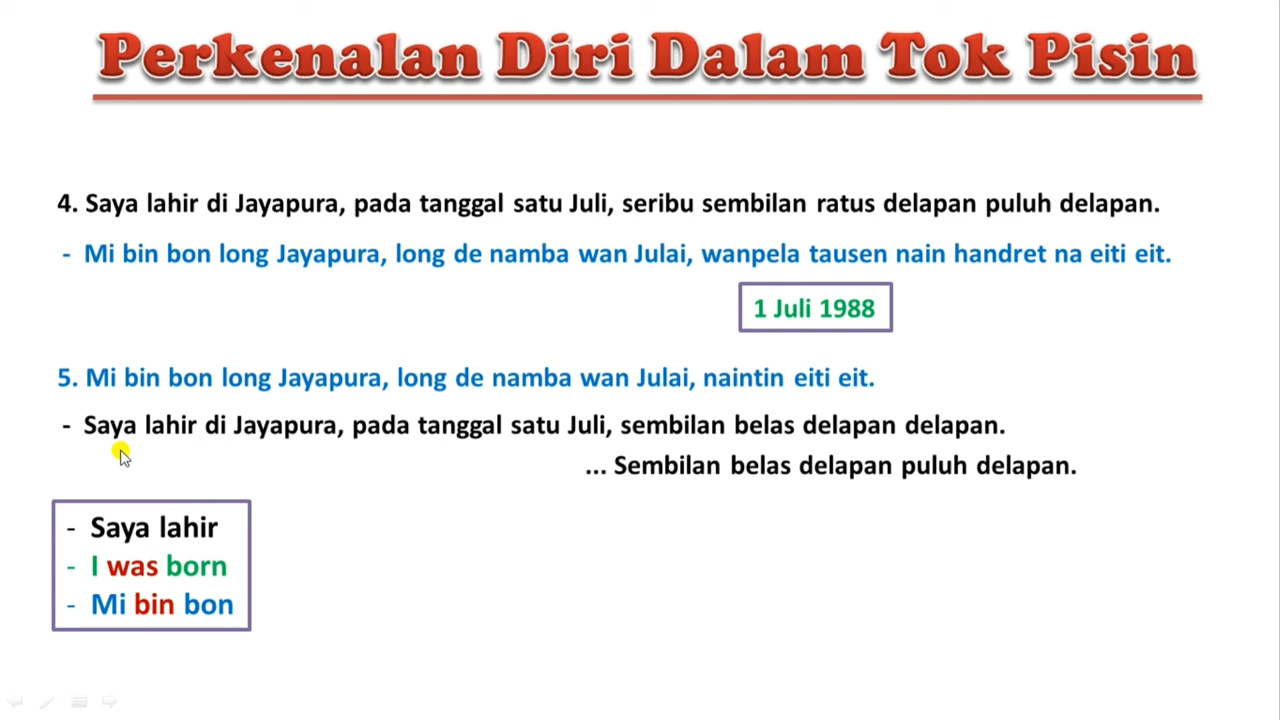 Perkenalan Diri Dalam Tok Pisin
4. Saya lahir di Jayapura, pada tanggal satu Juli, seribu sembilan ratus delapan puluh delapan.
- Mi bin bon long Jayapura, long de namba wan Julai, wanpela tausen nain handret na eiti eit.
1 Juli 1988
5. Mi bin bon long Jayapura, long de namba wan Julai, naintin eiti eit.
- Saya lahir di Jayapura, pada tanggal satu Juli, sembilan belas delapan delapan.
... Sembilan belas delapan puluh delapan.
- Saya lahir
- I was born
- Mi bin bon